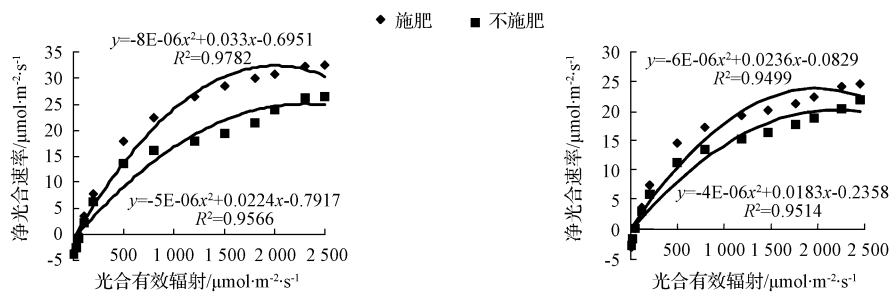 ◆ 施肥 ■ 不施肥
y=-8E-06x²+0.033x-0.6951
R²=0.9782
35
30
25
20
15
10
5
0
-5
净光合速率/μmol·m⁻²·s⁻¹
y=-5E-06x²+0.0224x-0.7917
R²=0.9566
500 1 000 1 500 2 000 2 500
光合有效辐射/μmol·m⁻²·s⁻¹
y=-6E-06x²+0.0236x-0.0829
R²=0.9499
30
25
20
15
10
5
0
-5
净光合速率/μmol·m⁻²·s⁻¹
y=-4E-06x²+0.0183x-0.2358
R²=0.9514
500 1 000 1 500 2 000 2 500
光合有效辐射/μmol·m⁻²·s⁻¹